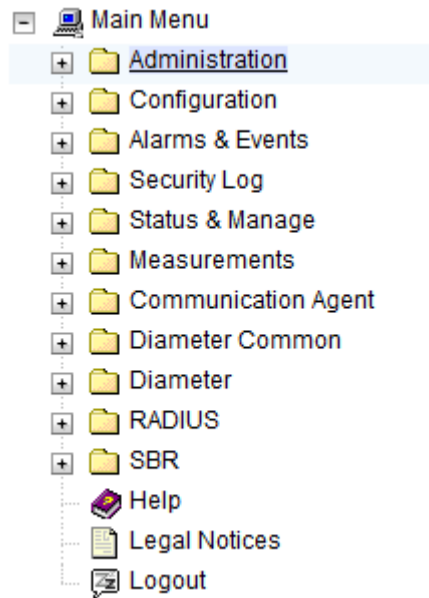 Main Menu
Administration
Configuration
Alarms & Events
Security Log
Status & Manage
Measurements
Communication Agent
Diameter Common
Diameter
RADIUS
SBR
Help
Legal Notices
Logout